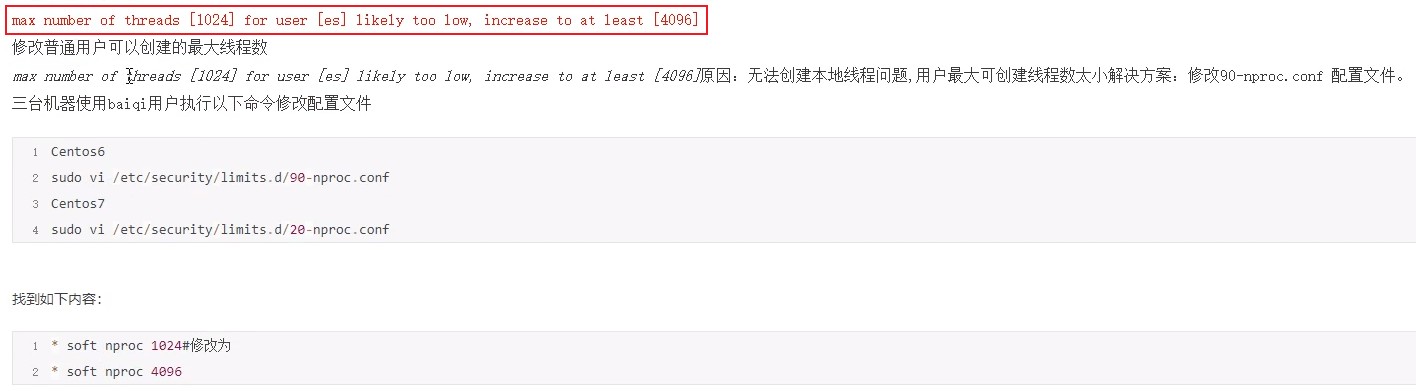 max number of threads [1024] for user [es] likely too low, increase to at least [4096]
修改普通用户可以创建的最大线程数
max number of threads [1024] for user [es] likely too low, increase to at least [4096]原因：无法创建本地线程问题,用户最大可创建线程数太小解决方案：修改90-nproc.conf 配置文件。
三台机器使用baiqi用户执行以下命令修改配置文件
1 Centos6
2 sudo vi /etc/security/limits.d/90-nproc.conf
3 Centos7
4 sudo vi /etc/security/limits.d/20-nproc.conf
找到如下内容：
1 * soft nproc 1024#修改为
2 * soft nproc 4096